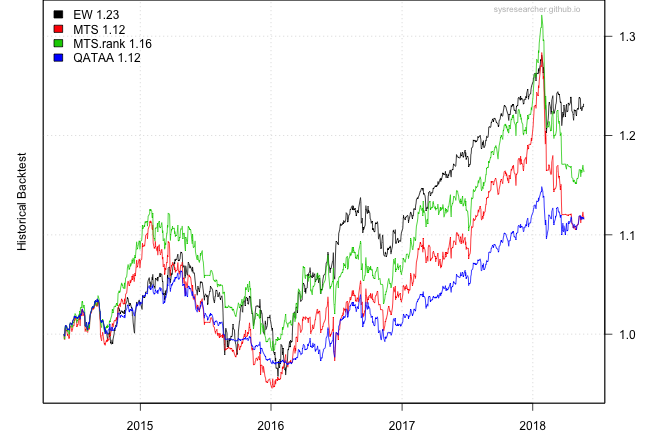 sysresearcher.github.io
EW 1.23
MTS 1.12
MTS.rank 1.16
QATAA 1.12
Historical Backtest
1.3
1.2
1.1
1.0
2015 2016 2017 2018